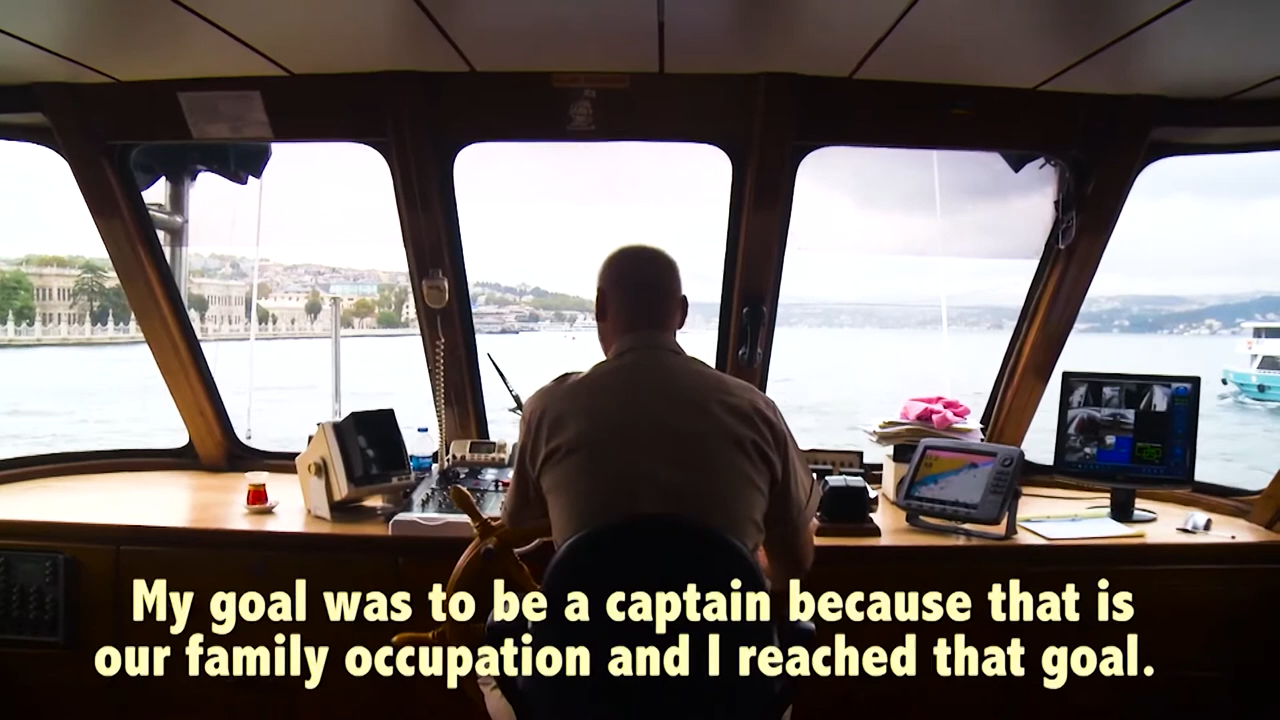 My goal was to be a captain because that is
our family occupation and I reached that goal.